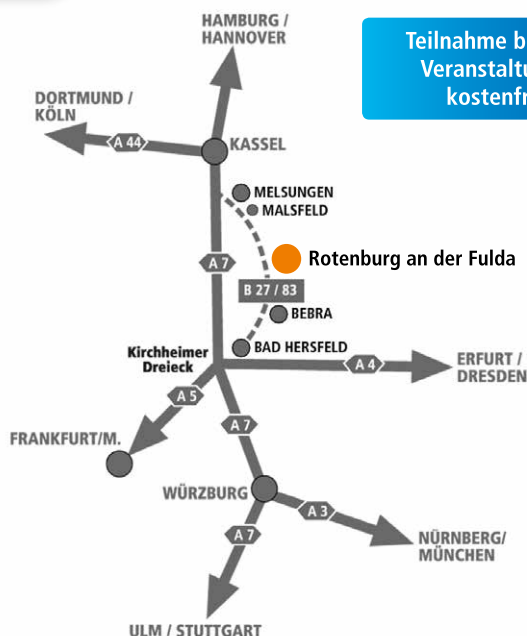 HAMBURG /
HANNOVER
Teilnahme b
Veranstaltu
kostenfr
DORTMUND /
KÖLN
A 44
KASSEL
MELSUNGEN
MALSFELD
A 7
Rotenburg an der Fulda
B 27 / 83
BEBRA
BAD HERSFELD
Kirchheimer
Dreieck
A 4
ERFURT /
DRESDEN
A 5
A 7
FRANKFURT/M.
WÜRZBURG
A 3
A 7
NÜRNBERG/
MÜNCHEN
ULM / STUTTGART